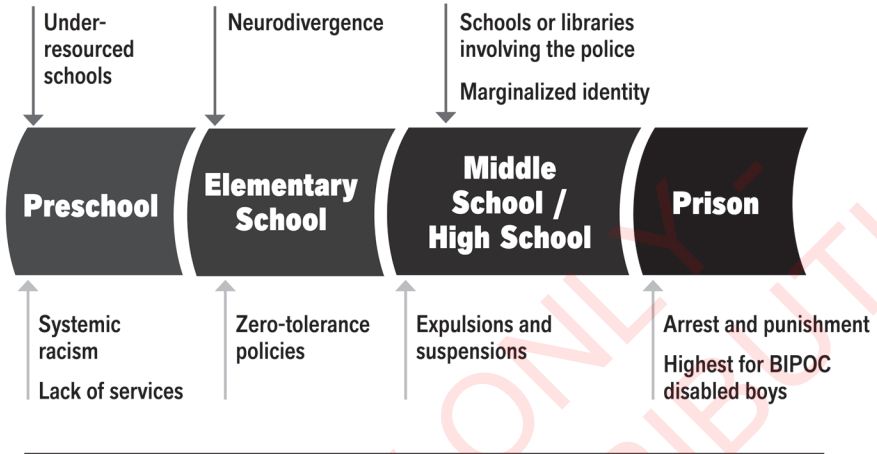 Under-
resourced
schools
Neurodivergence
Schools or libraries
involving the police
Marginalized identity
Preschool
Elementary
School
Middle
School /
High School
Prison
Systemic
racism
Lack of services
Zero-tolerance
policies
Expulsions and
suspensions
Arrest and punishment
Highest for BIPOC
disabled boys
ONLY -